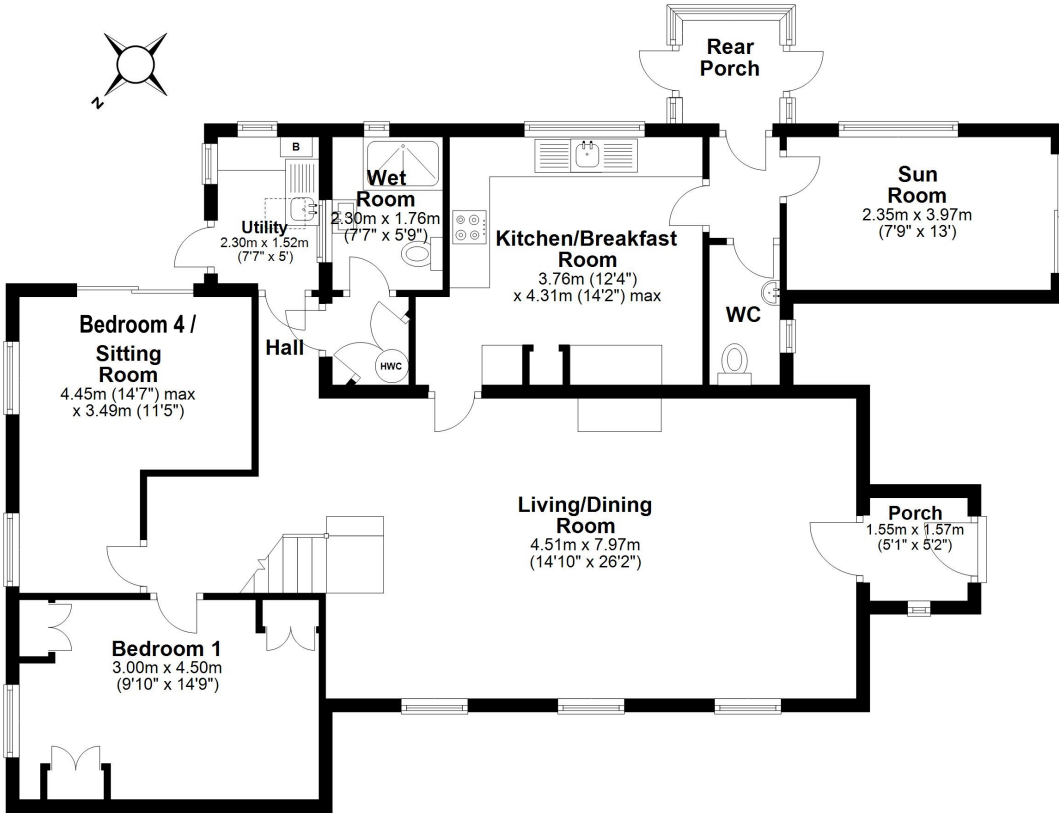 N
Rear
Porch
B
Wet
Room
2.30m x 1.76m
(7'7" x 5'9")
Utility
2.30m x 1.52m
(7'7" x 5')
Kitchen/Breakfast
Room
3.76m (12'4")
x 4.31m (14'2") max
Sun
Room
2.35m x 3.97m
(7'9" x 13')
WC
Bedroom 4 /
Sitting
Room
4.45m (14'7") max
x 3.49m (11'5")
Hall
HWC
Living/Dining
Room
4.51m x 7.97m
(14'10" x 26'2")
Porch
1.55m x 1.57m
(5'1" x 5'2")
Bedroom 1
3.00m x 4.50m
(9'10" x 14'9")